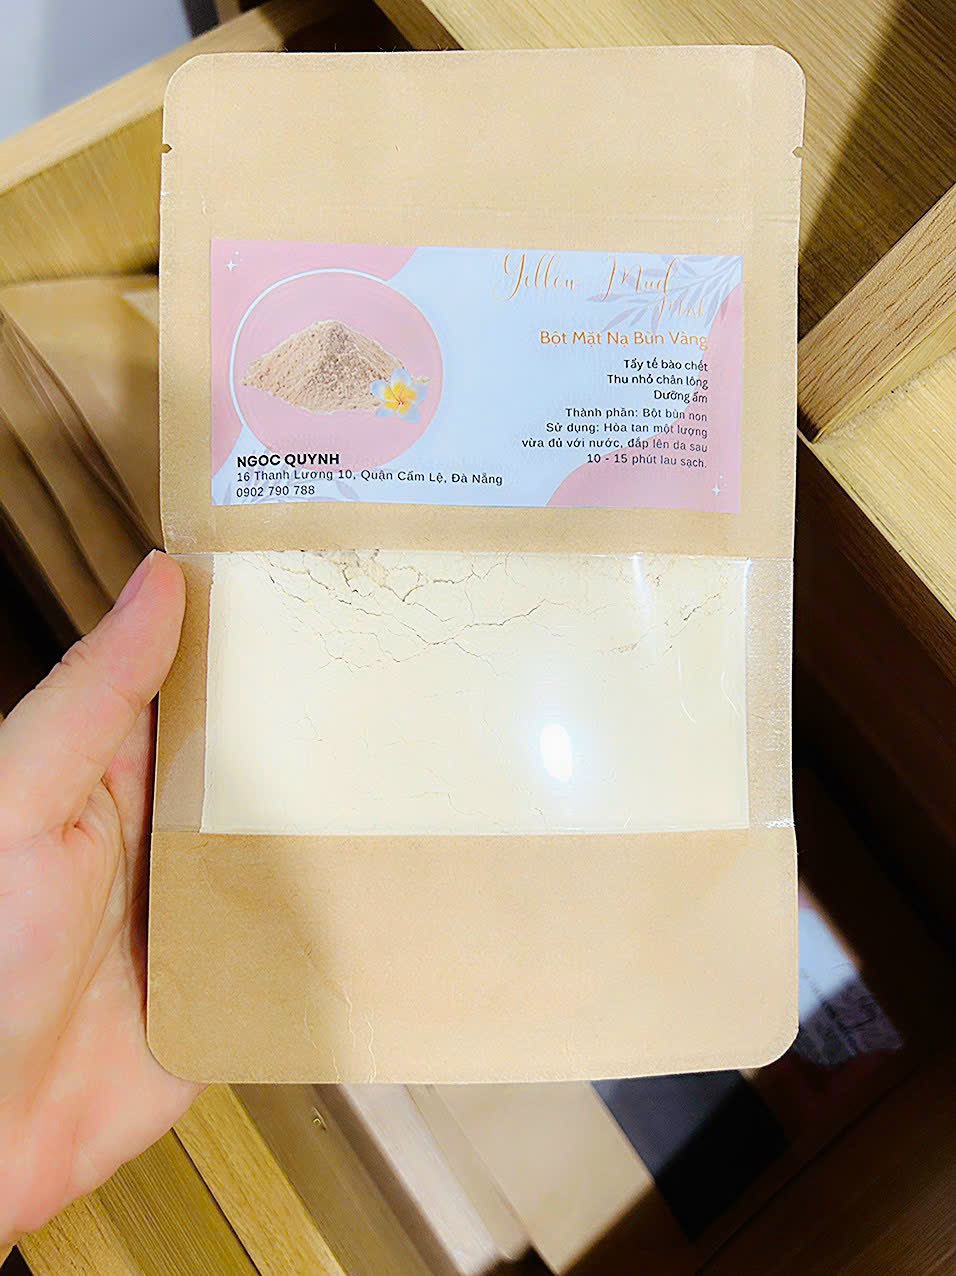 Yellow Mud
Mask
Bột Mặt Nạ Bùn Vàng
Tẩy tế bào chết
Thu nhỏ chân lông
Dưỡng ẩm
Thành phần: Bột bùn non
Sử dụng: Hòa tan một lượng
vừa đủ với nước, đắp lên da sau
10 - 15 phút lau sạch.
NGỌC QUỲNH
16 Thanh Lương 10, Quận Cẩm Lệ, Đà Nẵng
0902 790 788